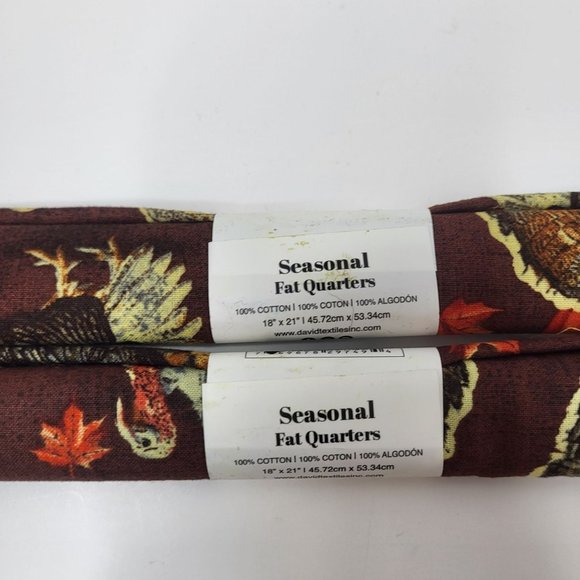 Seasonal
Fat Quarters
100% COTTON | 100% COTON | 100% ALGODÓN
18" x 21" | 45.72cm x 53.34cm
www.davidtextilesinc.com
Seasonal
Fat Quarters
100% COTTON | 100% COTON | 100% ALGODÓN
18" x 21" | 45.72cm x 53.34cm
www.davidtextilesinc.com